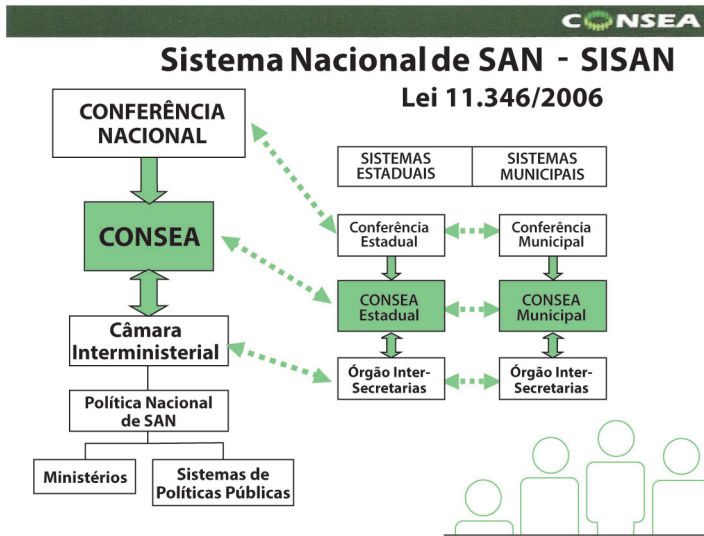 CONSEA
Sistema Nacional de SAN - SISAN
Lei 11.346/2006
CONFERÊNCIA
NACIONAL
CONSEA
Câmara
Interministerial
Política Nacional
de SAN
Ministérios
Sistemas de
Políticas Públicas
SISTEMAS
ESTADUAIS
SISTEMAS
MUNICIPAIS
Conferência
Estadual
Conferência
Municipal
CONSEA
Estadual
CONSEA
Municipal
Órgão Inter-
Secretarias
Órgão Inter-
Secretarias